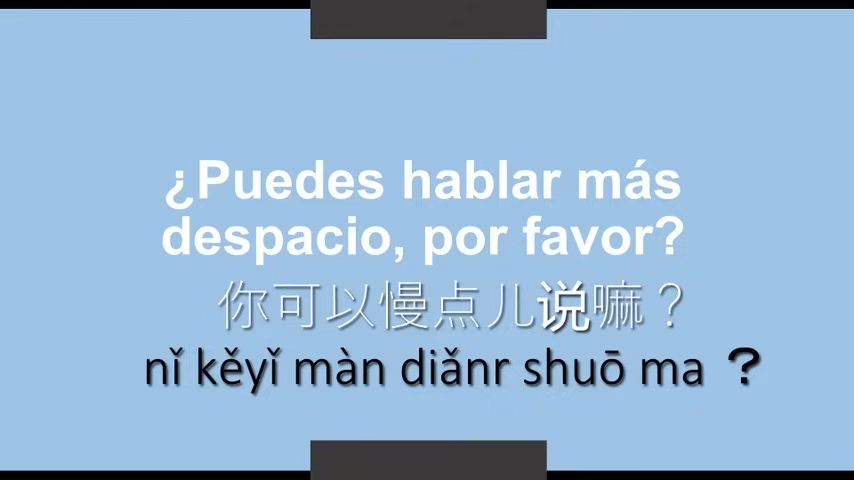 ¿Puedes hablar más
despacio, por favor?
你可以慢点儿说嘛？
nǐ kěyǐ màn diǎnr shuō ma ？